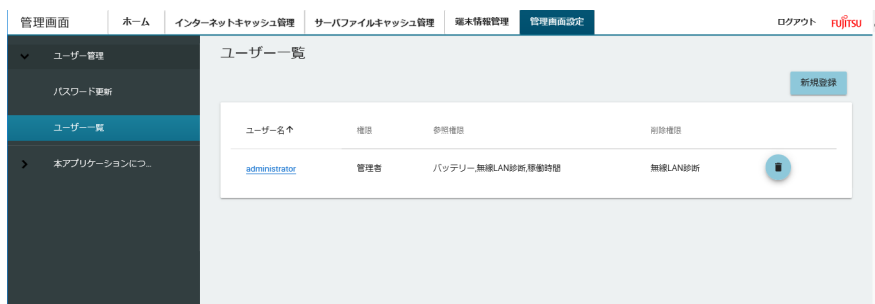 管理画面 ホーム インターネットキャッシュ管理 サーバファイルキャッシュ管理 端末情報管理 管理画面設定 ログアウト FUJITSU
ユーザー管理
パスワード更新
ユーザー一覧
本アプリケーションにつ...
ユーザー一覧
新規登録
ユーザー名↑ 権限 参照権限 削除権限
administrator 管理者 バッテリー,無線LAN診断,稼働時間 無線LAN診断